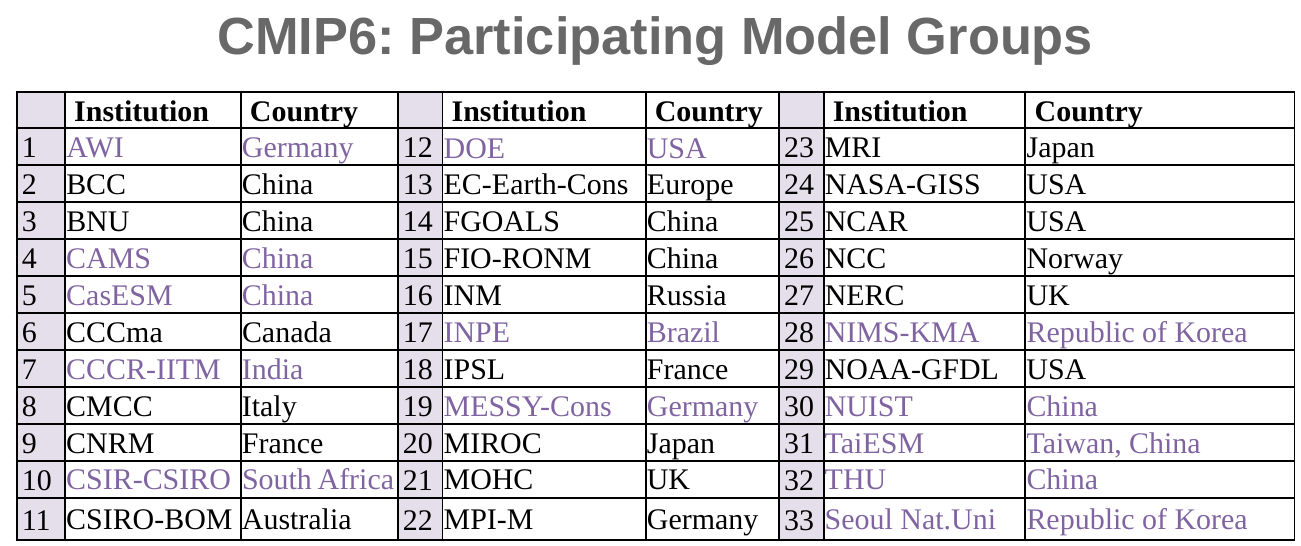 CMIP6: Participating Model Groups
Institution Country Institution Country Institution Country
1 AWI Germany 12 DOE USA 23 MRI Japan
2 BCC China 13 EC-Earth-Cons Europe 24 NASA-GISS USA
3 BNU China 14 FGOALS China 25 NCAR USA
4 CAMS China 15 FIO-RONM China 26 NCC Norway
5 CasESM China 16 INM Russia 27 NERC UK
6 CCCma Canada 17 INPE Brazil 28 NIMS-KMA Republic of Korea
7 CCCR-IITM India 18 IPSL France 29 NOAA-GFDL USA
8 CMCC Italy 19 MESSY-Cons Germany 30 NUIST China
9 CNRM France 20 MIROC Japan 31 TaiESM Taiwan, China
10 CSIR-CSIRO South Africa 21 MOHC UK 32 THU China
11 CSIRO-BOM Australia 22 MPI-M Germany 33 Seoul Nat.Uni Republic of Korea